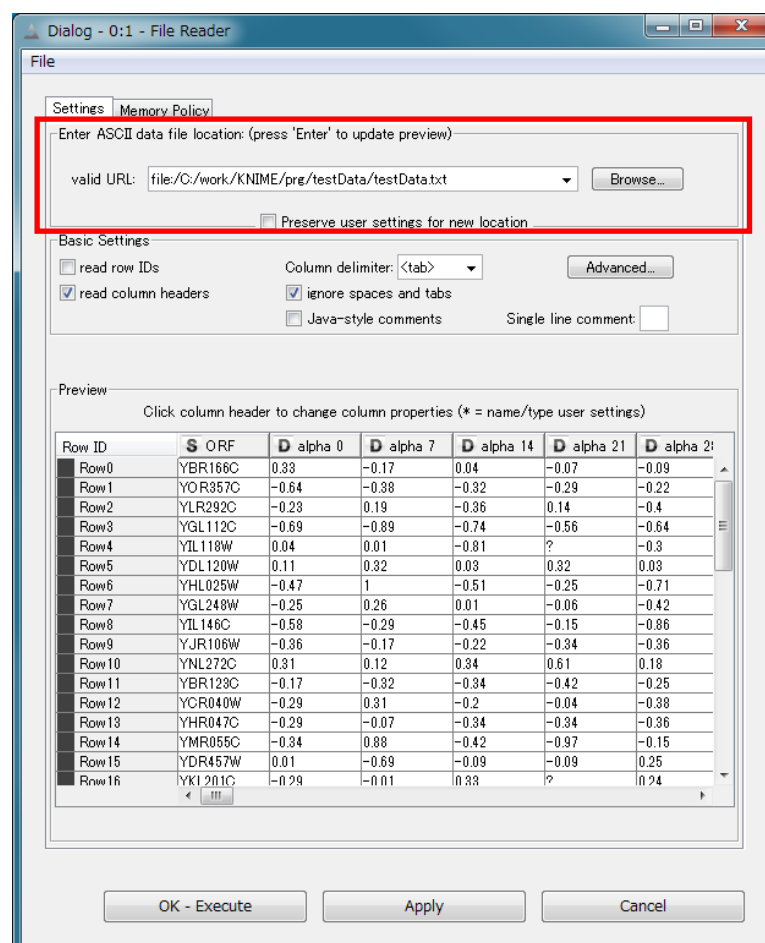 Dialog - 0:1 - File Reader
File
Settings Memory Policy
Enter ASCII data file location: (press 'Enter' to update preview)
valid URL: file:/C:/work/KNIME/prg/testData/testData.txt Browse...
Preserve user settings for new location
Basic Settings
read row IDs Column delimiter: <tab> Advanced...
read column headers ignore spaces and tabs
Java-style comments Single line comment:
Preview
Click column header to change column properties (* = name/type user settings)
Row ID S ORF D alpha 0 D alpha 7 D alpha 14 D alpha 21 D alpha 28
Row0 YBR166C 0.33 -0.17 0.04 -0.07 -0.09
Row1 YOR357C -0.64 -0.38 -0.32 -0.29 -0.22
Row2 YLR292C -0.23 0.19 -0.36 0.14 -0.4
Row3 YGL112C -0.69 -0.89 -0.74 -0.56 -0.64
Row4 YIL118W 0.04 0.01 -0.81 ? -0.3
Row5 YDL120W 0.11 0.32 0.03 0.32 0.03
Row6 YHL025W -0.47 1 -0.51 -0.25 -0.71
Row7 YGL248W -0.25 0.26 0.01 -0.06 -0.42
Row8 YIL146C -0.58 -0.29 -0.45 -0.15 -0.86
Row9 YJR106W -0.36 -0.17 -0.22 -0.34 -0.36
Row10 YNL272C 0.31 0.12 0.34 0.61 0.18
Row11 YBR123C -0.17 -0.32 -0.34 -0.42 -0.25
Row12 YCR040W -0.29 0.31 -0.2 -0.04 -0.38
Row13 YHR047C -0.29 -0.07 -0.34 -0.34 -0.36
Row14 YMR055C -0.34 0.88 -0.42 -0.97 -0.15
Row15 YDR457W 0.01 -0.69 -0.09 -0.09 0.25
Row16 YKL201C -0.29 -0.01 0.33 ? 0.24
OK - Execute Apply Cancel